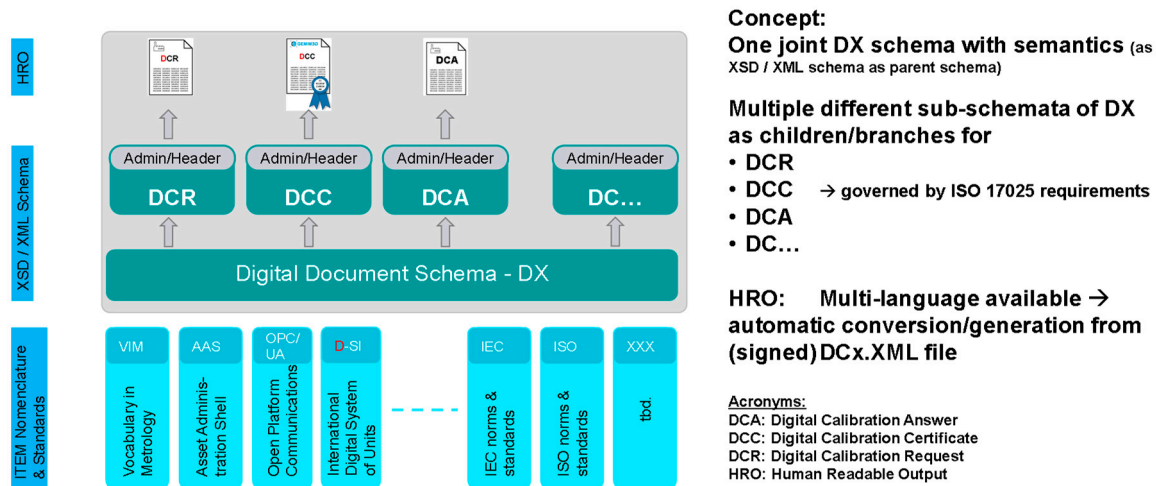 HRO
DCR
GEMIMEG
DCC
DCA
XSD / XML Schema
Admin/Header
DCR
Admin/Header
DCC
Admin/Header
DCA
Admin/Header
DC...
Digital Document Schema - DX
ITEM Nomenclature
& Standards
VIM
Vocabulary in
Metrology
AAS
Asset Adminis-
tration Shell
OPC/
UA
Open Platform
Communications
D-SI
International
Digital System
of Units
IEC
IEC norms &
standards
ISO
ISO norms &
standards
XXX
tbd.
Concept:
One joint DX schema with semantics (as
XSD / XML schema as parent schema)
Multiple different sub-schemata of DX
as children/branches for
• DCR
• DCC → governed by ISO 17025 requirements
• DCA
• DC...
HRO: Multi-language available →
automatic conversion/generation from
(signed) DCx.XML file
Acronyms:
DCA: Digital Calibration Answer
DCC: Digital Calibration Certificate
DCR: Digital Calibration Request
HRO: Human Readable Output